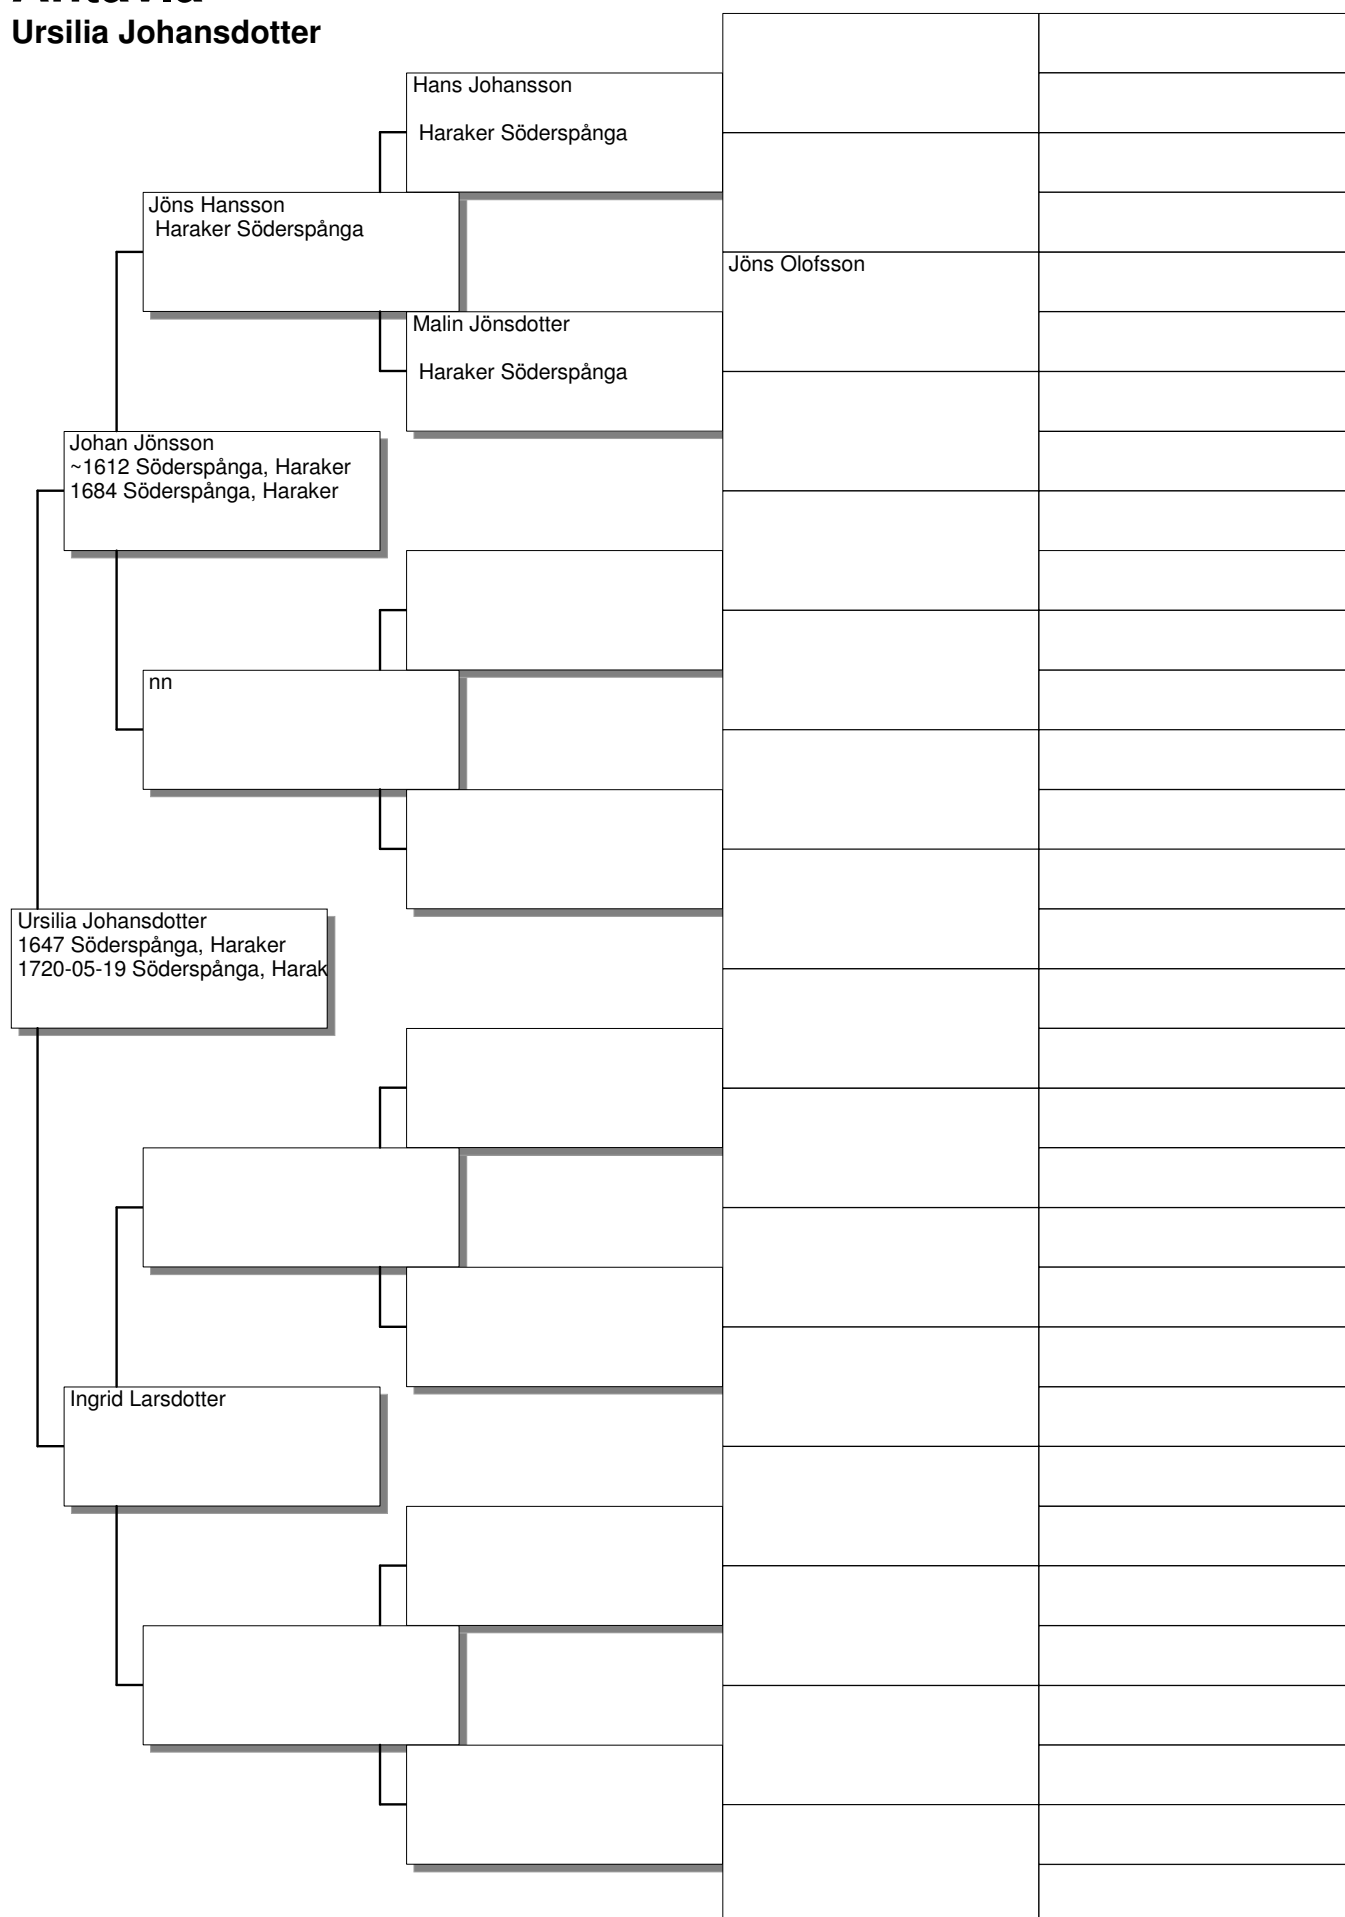 Ursilia Johansdotter
Hans Johansson
Haraker Söderspånga
Jöns Hansson
Haraker Söderspånga
Jöns Olofsson
Malin Jönsdotter
Haraker Söderspånga
Johan Jönsson
~1612 Söderspånga, Haraker
1684 Söderspånga, Haraker
nn
Ursilia Johansdotter
1647 Söderspånga, Haraker
1720-05-19 Söderspånga, Harak
Ingrid Larsdotter